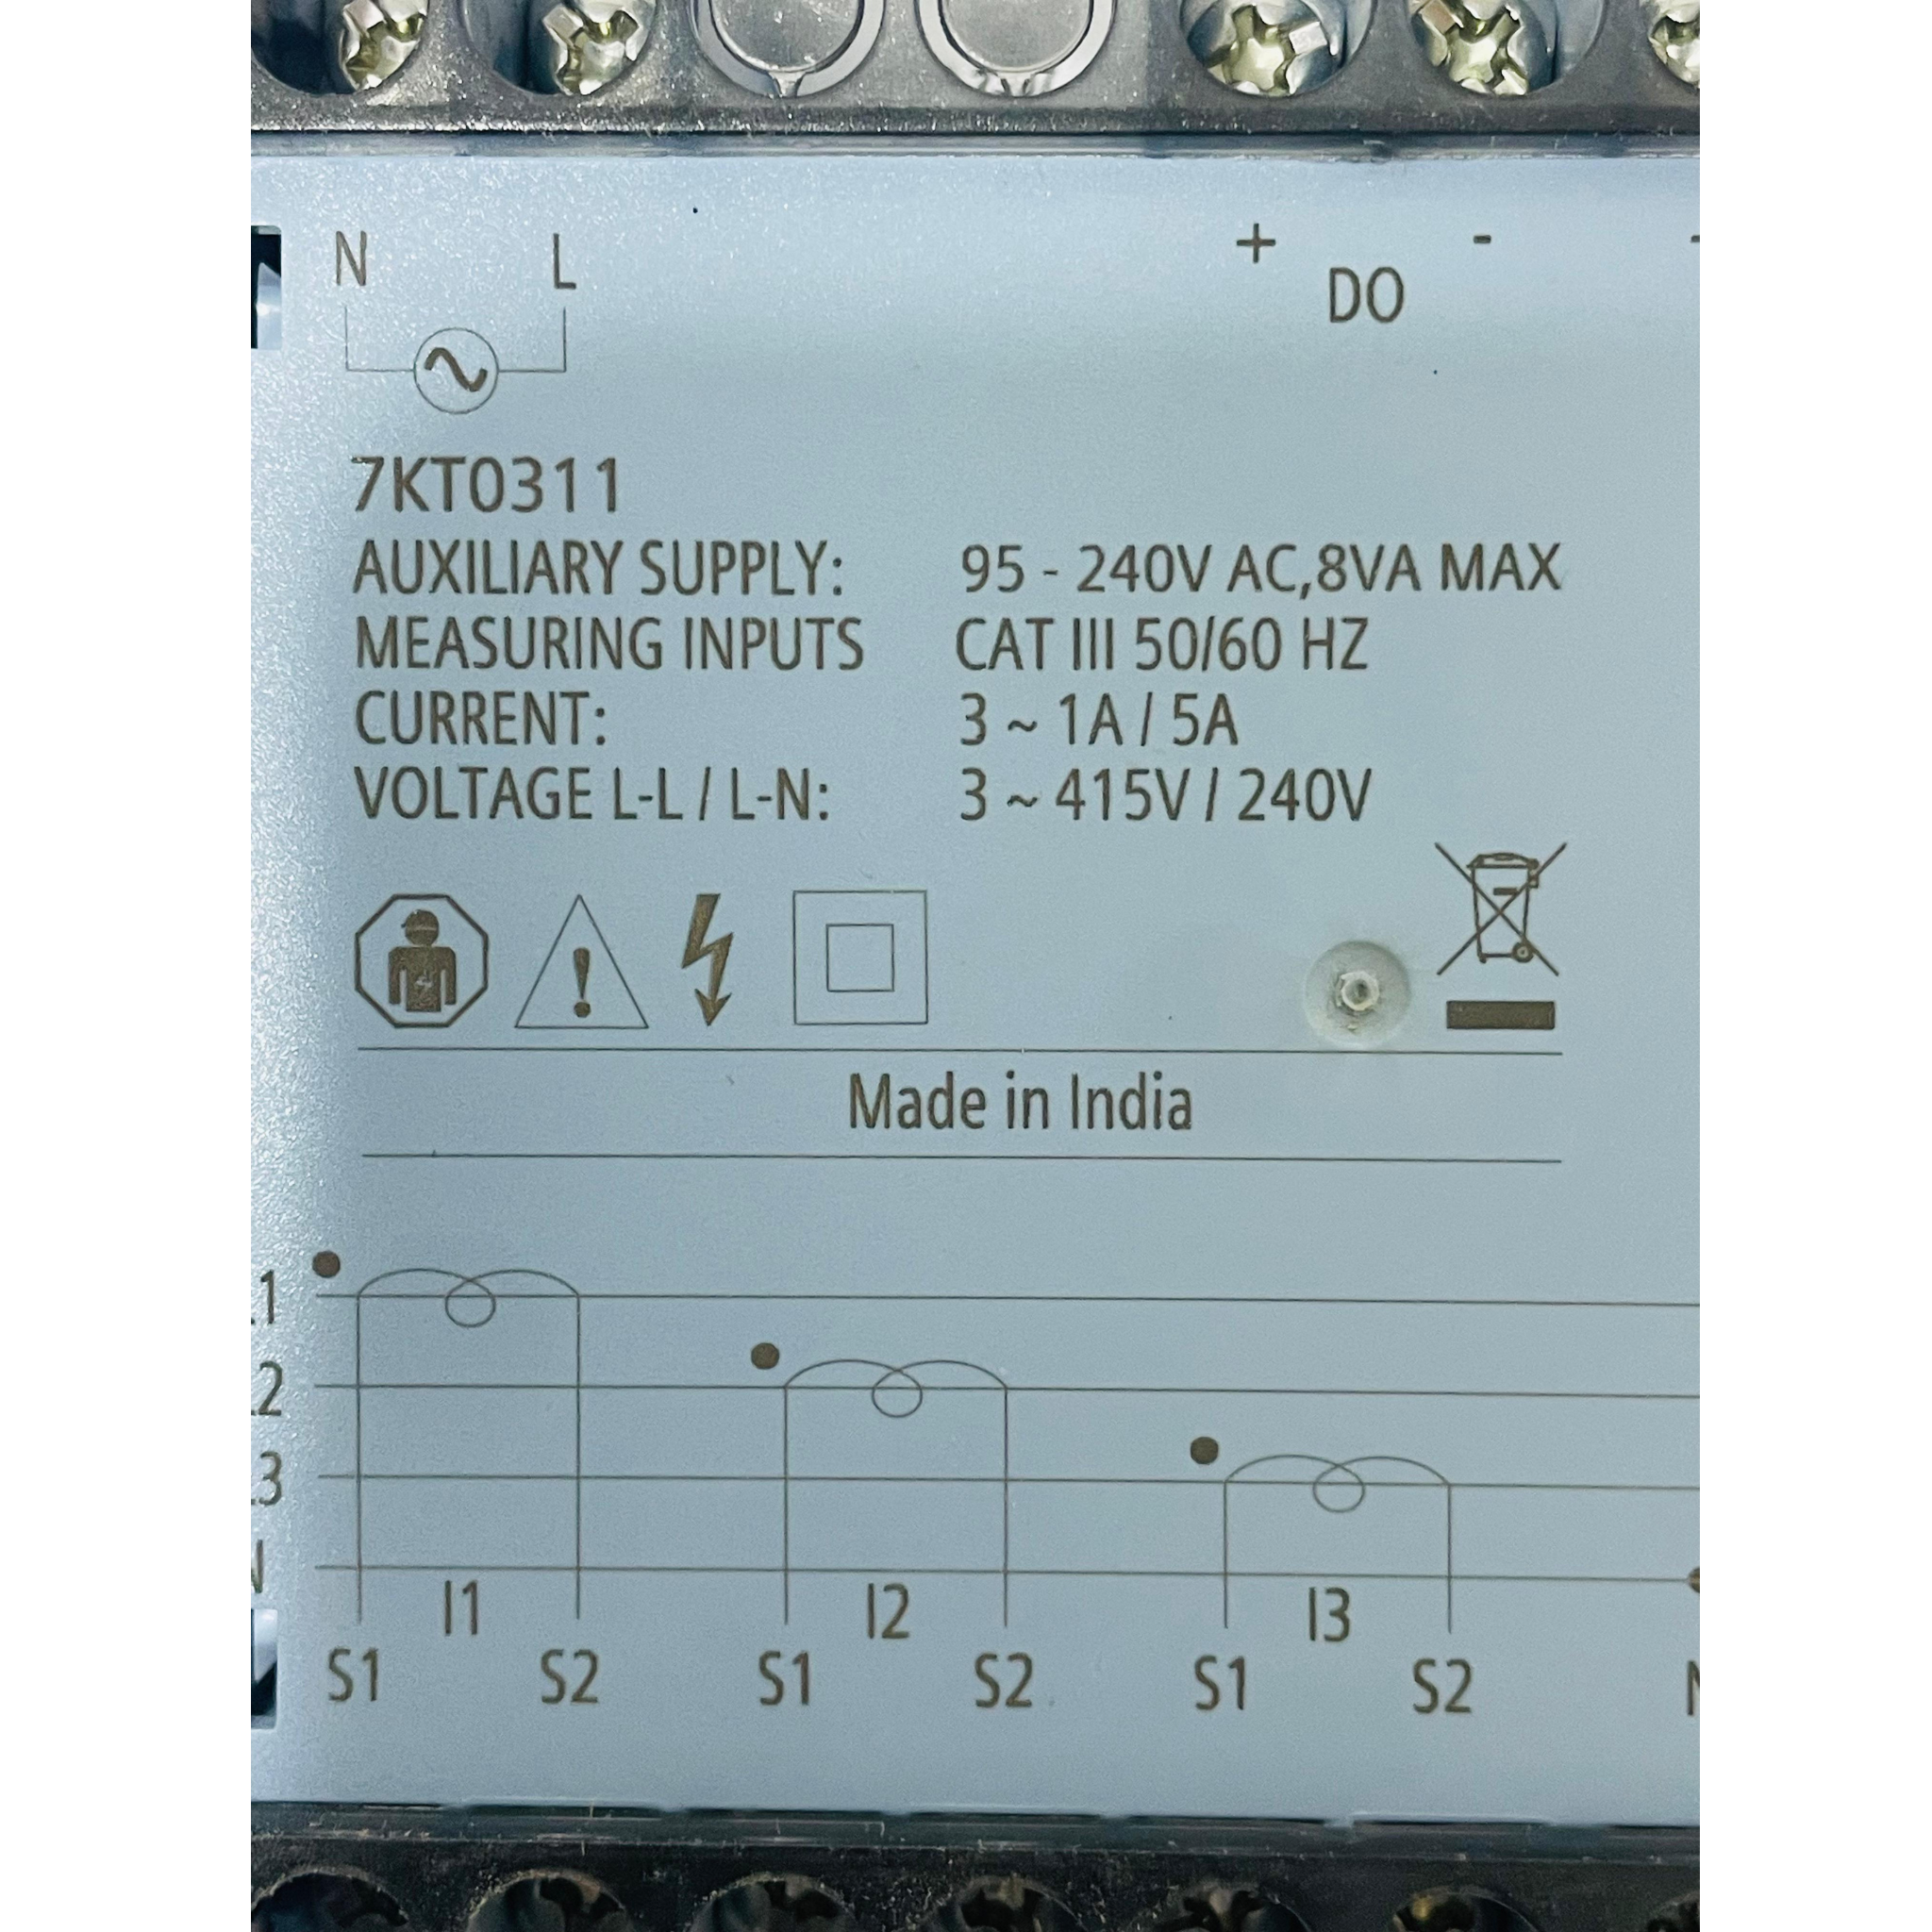 N L + DO -
7KT0311
AUXILIARY SUPPLY: 95 - 240V AC,8VA MAX
MEASURING INPUTS CAT III 50/60 HZ
CURRENT: 3 ~ 1A / 5A
VOLTAGE L-L / L-N: 3 ~ 415V / 240V
Made in India
I1 I2 I3
S1 S2 S1 S2 S1 S2